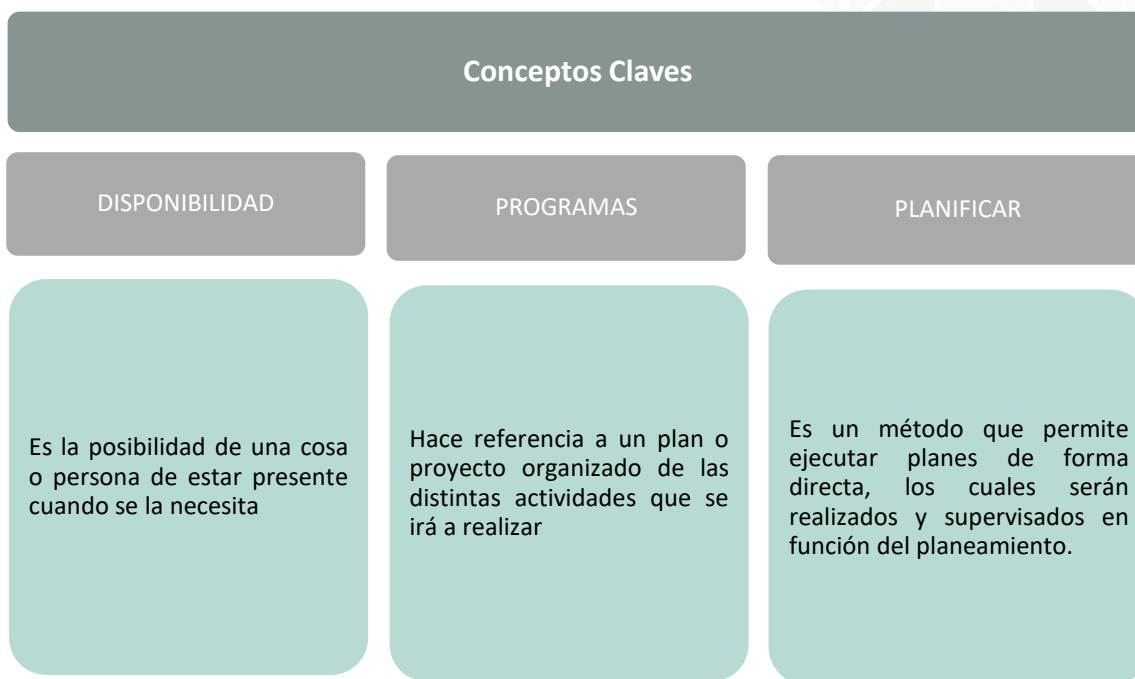 Conceptos Claves
DISPONIBILIDAD
PROGRAMAS
PLANIFICAR
Es la posibilidad de una cosa
o persona de estar presente
cuando se la necesita
Hace referencia a un plan o
proyecto organizado de las
distintas actividades que se
irá a realizar
Es un método que permite
ejecutar planes de forma
directa, los cuales serán
realizados y supervisados en
función del planeamiento.